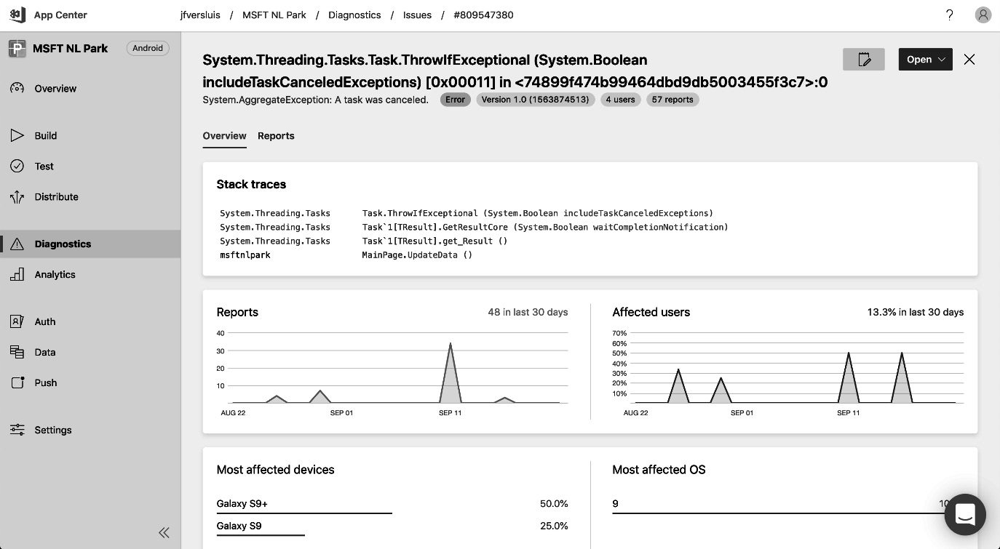 App Center
jfversluis / MSFT NL Park / Diagnostics / Issues / #809547380
?
MSFT NL Park Android
Overview
Build
Test
Distribute
Diagnostics
Analytics
Auth
Data
Push
Settings
System.Threading.Tasks.Task.ThrowIfExceptional (System.Boolean
includeTaskCanceledExceptions) [0x00011] in <74899f474b99464dbd9db5003455f3c7>:0
Open
System.AggregateException: A task was canceled. Error Version 1.0 (1563874513) 4 users 57 reports
Overview Reports
Stack traces
System.Threading.Tasks Task.ThrowIfExceptional (System.Boolean includeTaskCanceledExceptions)
System.Threading.Tasks Task`1[TResult].GetResultCore (System.Boolean waitCompletionNotification)
System.Threading.Tasks Task`1[TResult].get_Result ()
msftnlpark MainPage.UpdateData ()
Reports 48 in last 30 days
40
30
20
10
AUG 22 SEP 01 SEP 11
Affected users 13.3% in last 30 days
70%
60%
50%
40%
30%
20%
10%
AUG 22 SEP 01 SEP 11
Most affected devices
Galaxy S9+ 50.0%
Galaxy S9 25.0%
Most affected OS
9